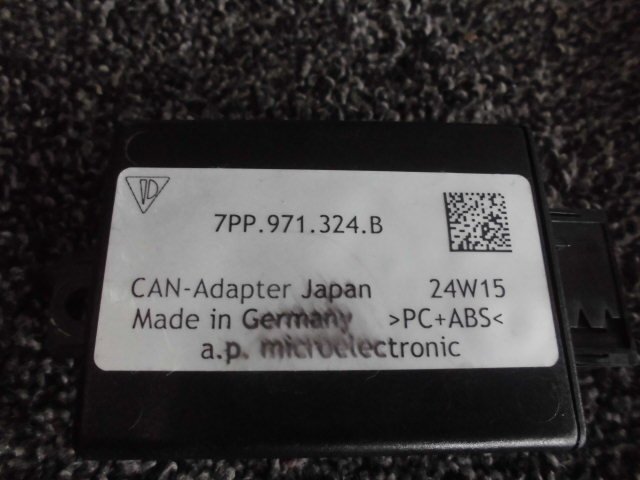 7PP.971.324.B
CAN-Adapter Japan 24W15
Made in Germany >PC+ABS<
a.p. microelectronic